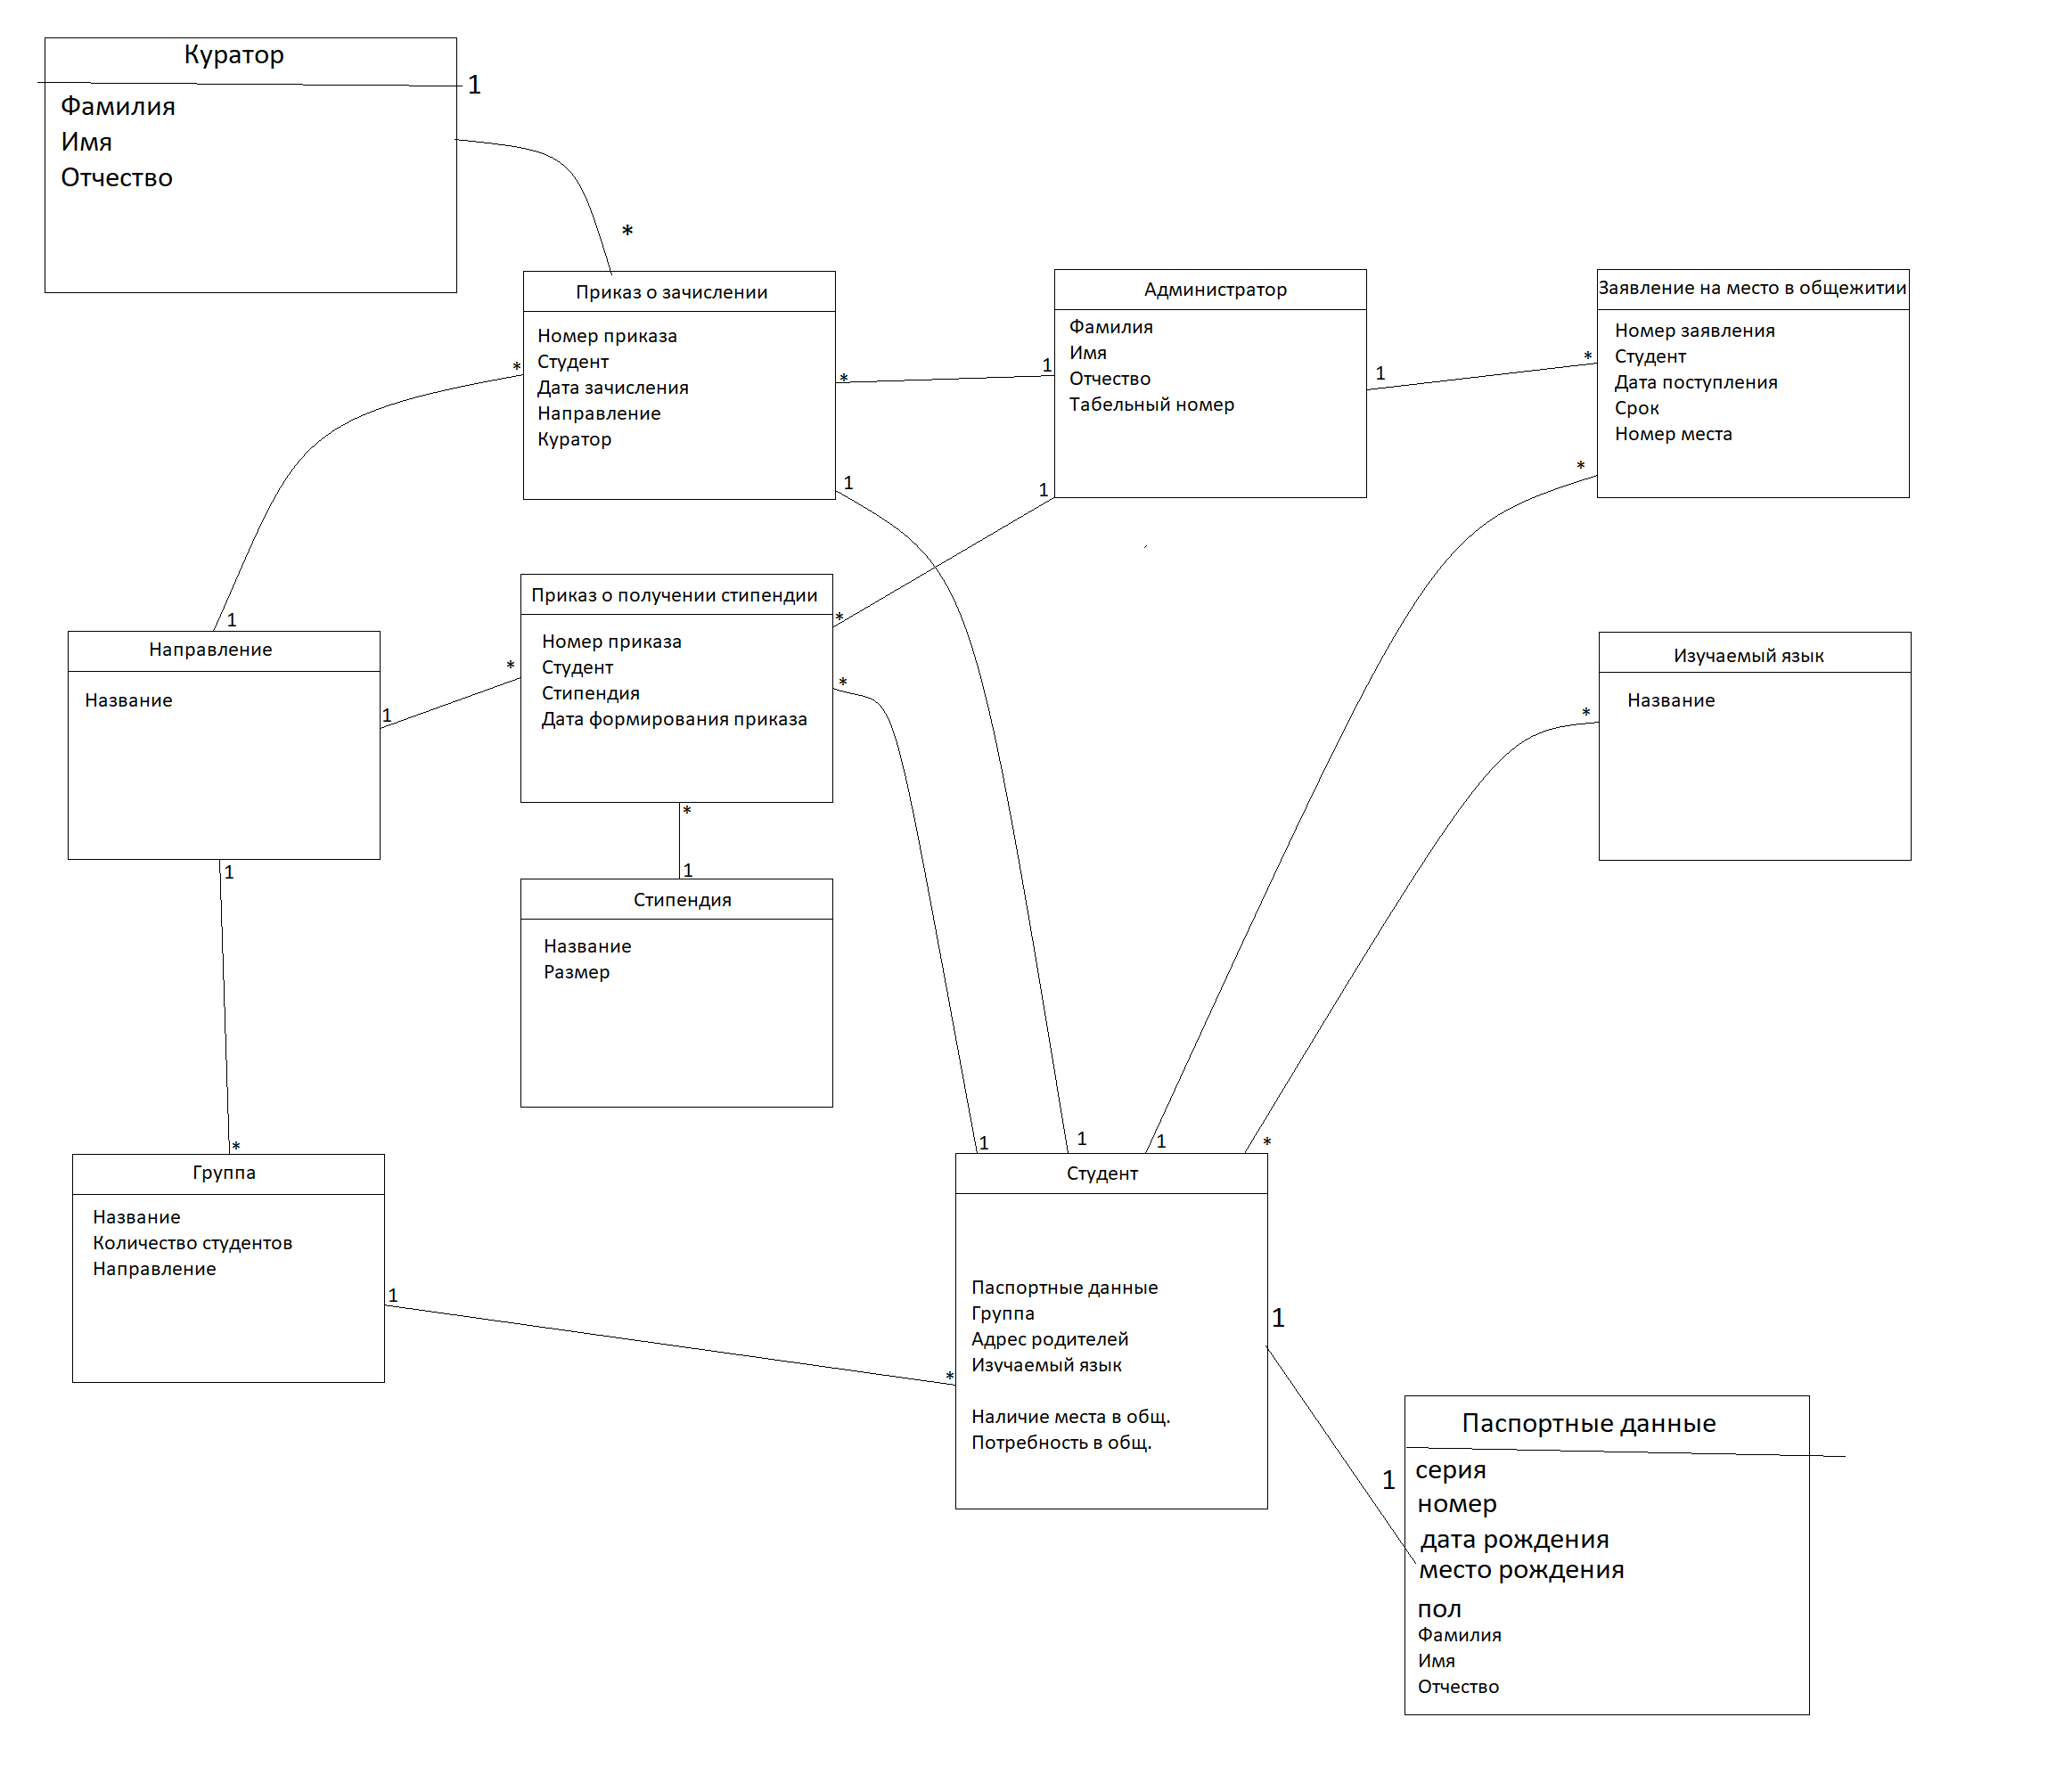 Куратор
1
Фамилия
Имя
Отчество
*
Приказ о зачислении
Номер приказа
Студент
Дата зачисления
Направление
Куратор
*
*
1
1
Администратор
Фамилия
Имя
Отчество
Табельный номер
1
1
*
Заявление на место в общежитии
Номер заявления
Студент
Дата поступления
Срок
Номер места
*
1
Направление
Название
1
*
1
Приказ о получении стипендии
Номер приказа
Студент
Стипендия
Дата формирования приказа
*
*
*
1
Стипендия
Название
Размер
Изучаемый язык
Название
*
*
Группа
Название
Количество студентов
Направление
1
*
1
1
1
*
Студент
Паспортные данные
Группа
Адрес родителей
Изучаемый язык
Наличие места в общ.
Потребность в общ.
1
1
Паспортные данные
серия
номер
дата рождения
место рождения
пол
Фамилия
Имя
Отчество